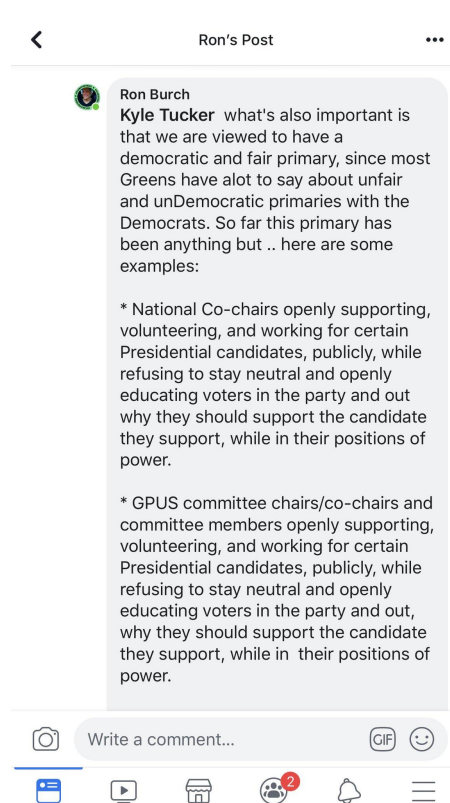 Ron's Post
Ron Burch
Kyle Tucker what's also important is
that we are viewed to have a
democratic and fair primary, since most
Greens have alot to say about unfair
and unDemocratic primaries with the
Democrats. So far this primary has
been anything but .. here are some
examples:
* National Co-chairs openly supporting,
volunteering, and working for certain
Presidential candidates, publicly, while
refusing to stay neutral and openly
educating voters in the party and out
why they should support the candidate
they support, while in their positions of
power.
* GPUS committee chairs/co-chairs and
committee members openly supporting,
volunteering, and working for certain
Presidential candidates, publicly, while
refusing to stay neutral and openly
educating voters in the party and out,
why they should support the candidate
they support, while in  their positions of
power.
Write a comment...
GIF
2